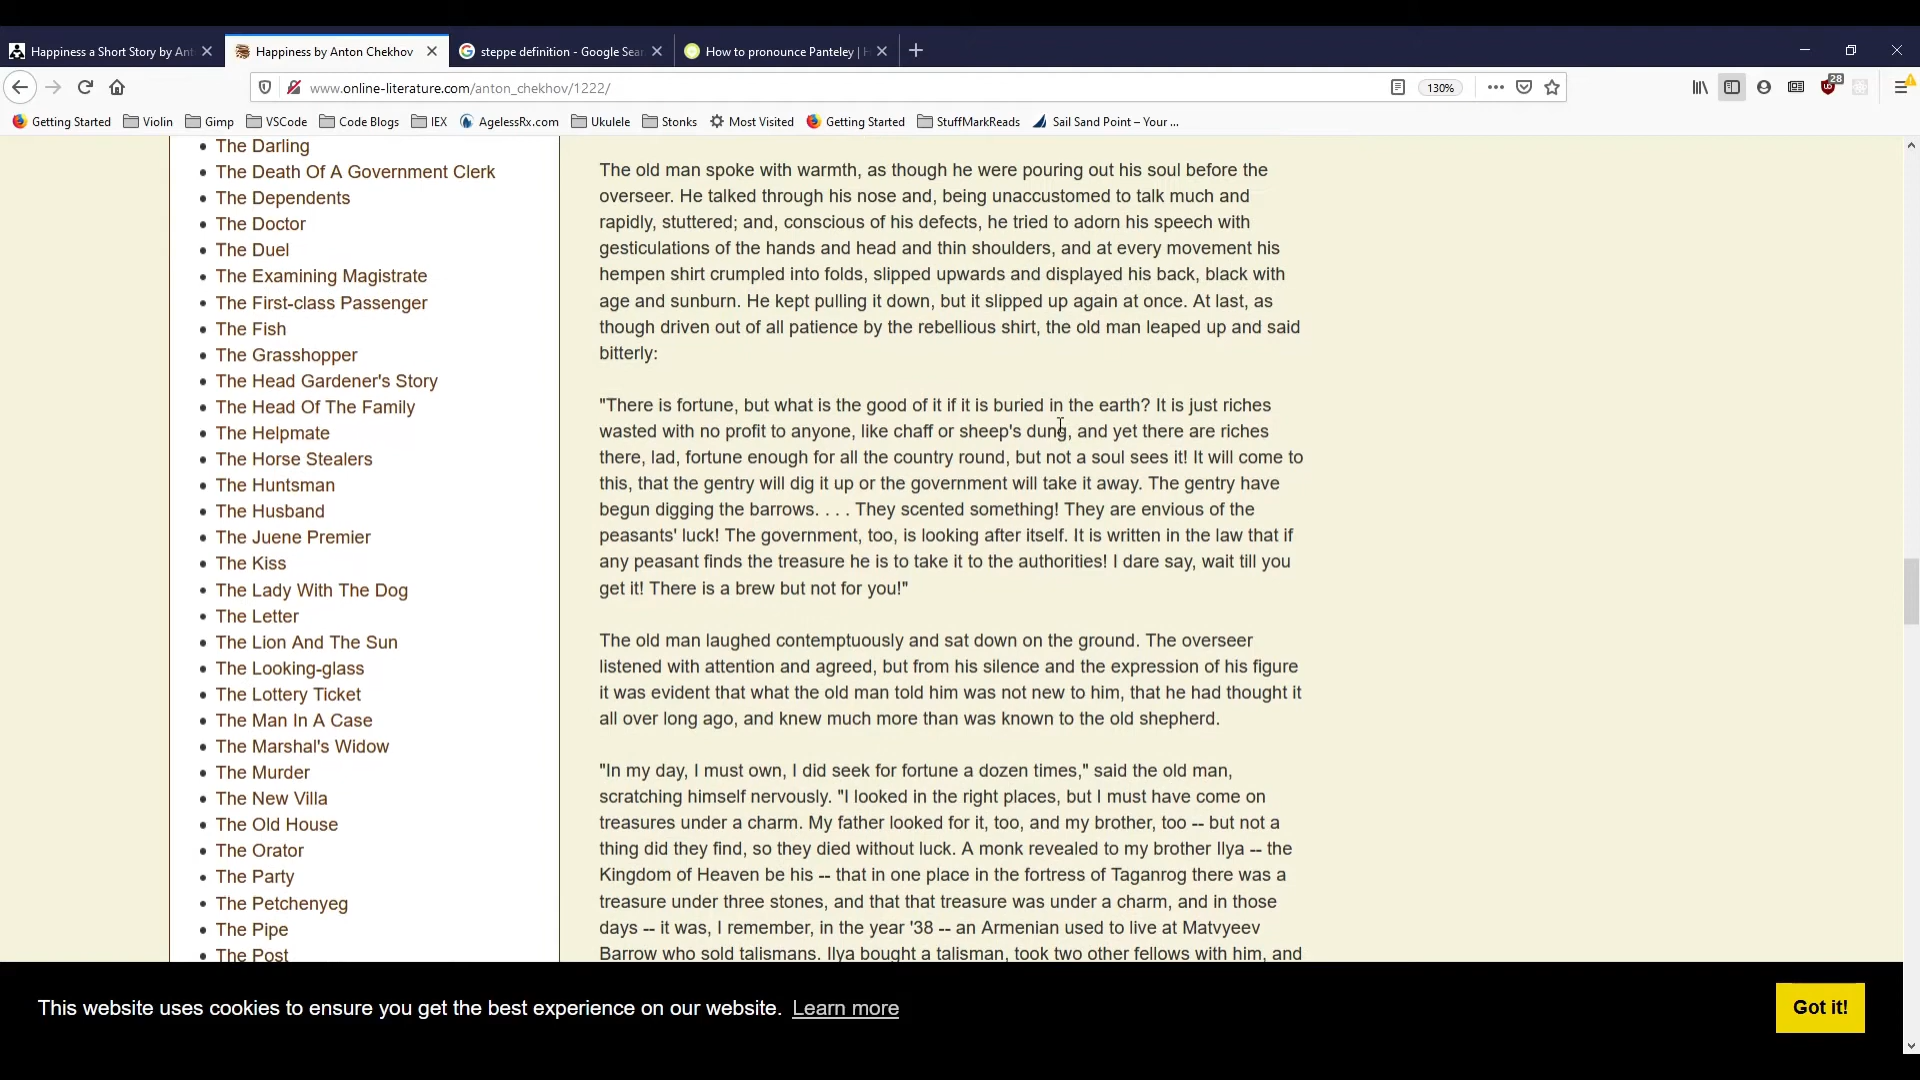 Happiness a Short Story by Ant
Happiness by Anton Chekhov
steppe definition - Google Sea
How to pronounce Panteley | H
www.online-literature.com/anton_chekhov/1222/
130%
28
Getting Started
Violin
Gimp
VSCode
Code Blogs
IEX
AgelessRx.com
Ukulele
Stonks
Most Visited
Getting Started
StuffMarkReads
Sail Sand Point – Your ...
The Darling
The Death Of A Government Clerk
The Dependents
The Doctor
The Duel
The Examining Magistrate
The First-class Passenger
The Fish
The Grasshopper
The Head Gardener's Story
The Head Of The Family
The Helpmate
The Horse Stealers
The Huntsman
The Husband
The Juene Premier
The Kiss
The Lady With The Dog
The Letter
The Lion And The Sun
The Looking-glass
The Lottery Ticket
The Man In A Case
The Marshal's Widow
The Murder
The New Villa
The Old House
The Orator
The Party
The Petchenyeg
The Pipe
The Post
The old man spoke with warmth, as though he were pouring out his soul before the
overseer. He talked through his nose and, being unaccustomed to talk much and
rapidly, stuttered; and, conscious of his defects, he tried to adorn his speech with
gesticulations of the hands and head and thin shoulders, and at every movement his
hempen shirt crumpled into folds, slipped upwards and displayed his back, black with
age and sunburn. He kept pulling it down, but it slipped up again at once. At last, as
though driven out of all patience by the rebellious shirt, the old man leaped up and said
bitterly:
"There is fortune, but what is the good of it if it is buried in the earth? It is just riches
wasted with no profit to anyone, like chaff or sheep's dung, and yet there are riches
there, lad, fortune enough for all the country round, but not a soul sees it! It will come to
this, that the gentry will dig it up or the government will take it away. The gentry have
begun digging the barrows. . . . They scented something! They are envious of the
peasants' luck! The government, too, is looking after itself. It is written in the law that if
any peasant finds the treasure he is to take it to the authorities! I dare say, wait till you
get it! There is a brew but not for you!"
The old man laughed contemptuously and sat down on the ground. The overseer
listened with attention and agreed, but from his silence and the expression of his figure
it was evident that what the old man told him was not new to him, that he had thought it
all over long ago, and knew much more than was known to the old shepherd.
"In my day, I must own, I did seek for fortune a dozen times," said the old man,
scratching himself nervously. "I looked in the right places, but I must have come on
treasures under a charm. My father looked for it, too, and my brother, too -- but not a
thing did they find, so they died without luck. A monk revealed to my brother Ilya -- the
Kingdom of Heaven be his -- that in one place in the fortress of Taganrog there was a
treasure under three stones, and that that treasure was under a charm, and in those
days -- it was, I remember, in the year '38 -- an Armenian used to live at Matvyeev
Barrow who sold talismans. Ilya bought a talisman, took two other fellows with him, and
This website uses cookies to ensure you get the best experience on our website. Learn more
Got it!